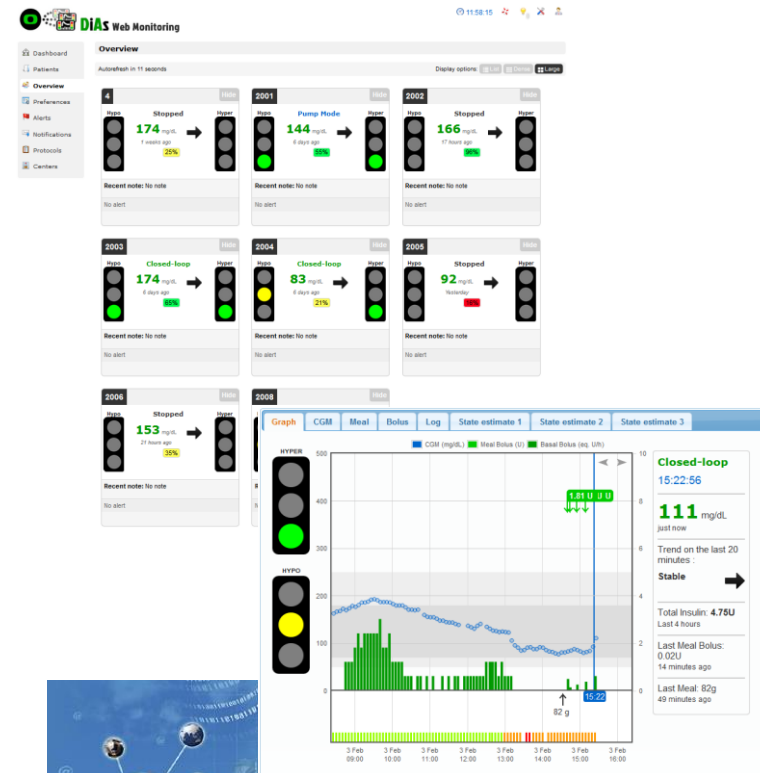 DiAs Web Monitoring
11:58:15
Dashboard
Patients
Overview
Preferences
Alerts
Notifications
Protocols
Centers
Overview
Autorefresh in 11 seconds
Display options: List Dense Large
4 Hide
Hypo Stopped Hyper
174 mg/dL
1 weeks ago
25%
Recent note: No note
No alert
2001 Hide
Hypo Pump Mode Hyper
144 mg/dL
6 days ago
55%
Recent note: No note
No alert
2002 Hide
Hypo Stopped Hyper
166 mg/dL
17 hours ago
96%
Recent note: No note
No alert
2003 Hide
Hypo Closed-loop Hyper
174 mg/dL
6 days ago
65%
Recent note: No note
No alert
2004 Hide
Hypo Closed-loop Hyper
83 mg/dL
6 days ago
21%
Recent note: No note
No alert
2005 Hide
Hypo Stopped Hyper
92 mg/dL
Yesterday
Recent note: No note
No alert
2006 Hide
Hypo Stopped Hyper
153 mg/dL
21 hours ago
35%
Recent note: No note
No alert
2008 Hide
Graph CGM Meal Bolus Log State estimate 1 State estimate 2 State estimate 3
CGM (mg/dL) Meal Bolus (U) Basal Bolus (eq. U/h)
HYPER
HYPO
500
400
300
200
100
0
10
8
6
4
2
0
1.81 U U U
15:22
82 g
3 Feb 09:00
3 Feb 10:00
3 Feb 11:00
3 Feb 12:00
3 Feb 13:00
3 Feb 14:00
3 Feb 15:00
3 Feb 16:00
Closed-loop
15:22:56
111 mg/dL
just now
Trend on the last 20
minutes :
Stable
Total Insulin: 4.75U
Last 4 hours
Last Meal Bolus:
0.02U
14 minutes ago
Last Meal: 82g
49 minutes ago